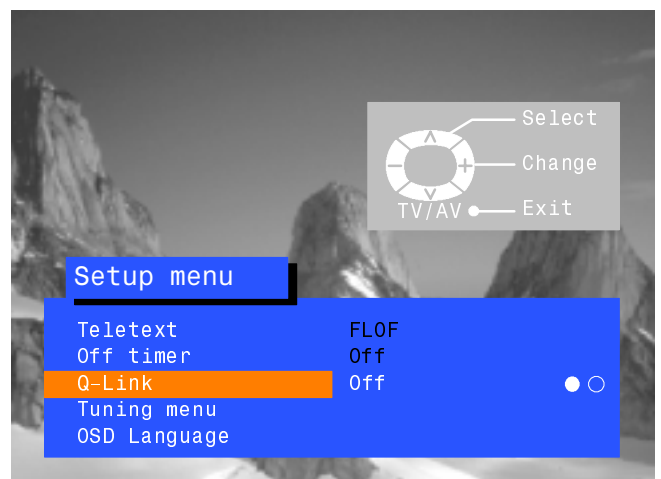 Select
Change
TV/AV Exit
Setup menu
Teletext FLOF
Off timer Off
Q-Link Off
Tuning menu
OSD Language